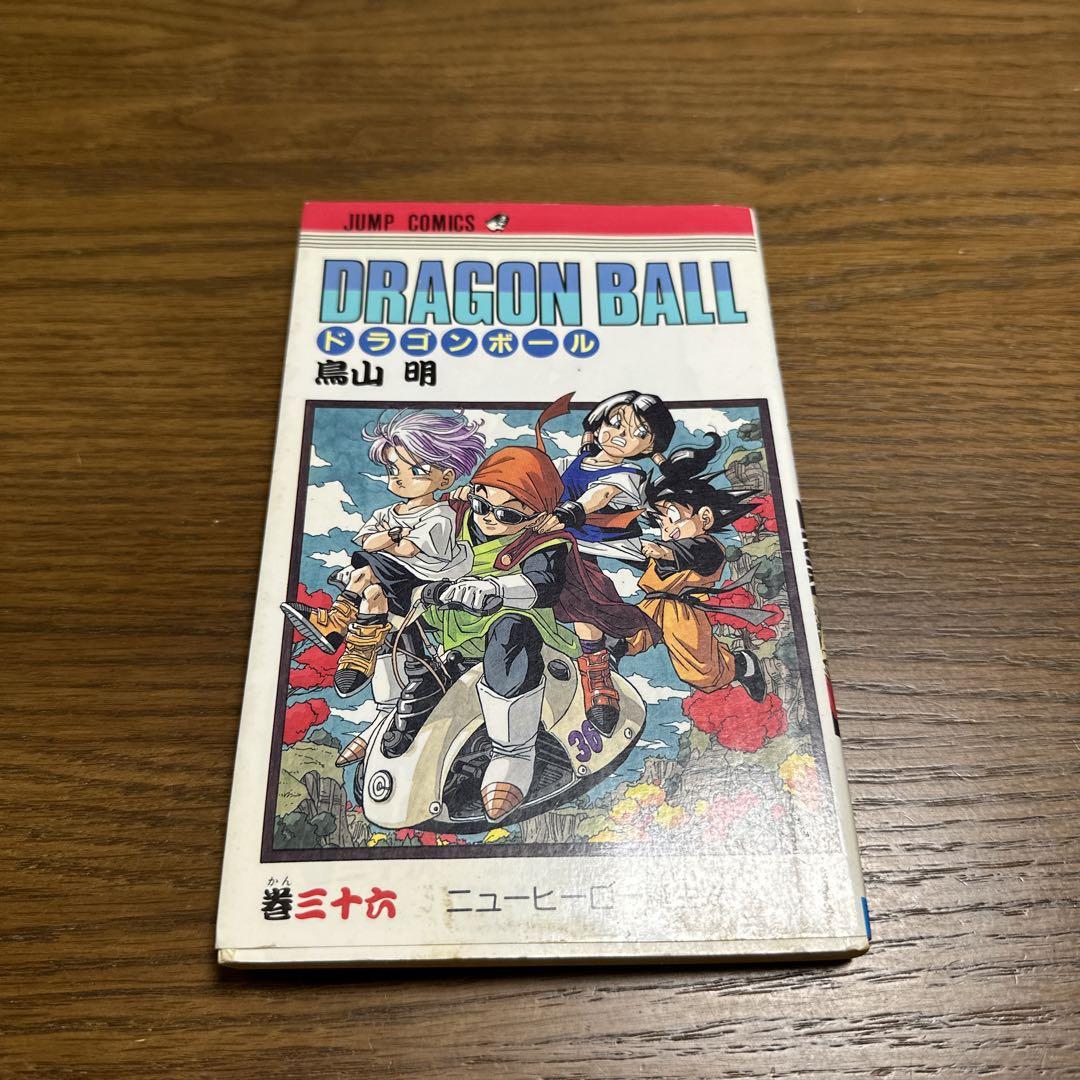 JUMP COMICS
DRAGON BALL
ドラゴンボール
鳥山 明
36
C
かん
巻三十六 ニューヒーロー